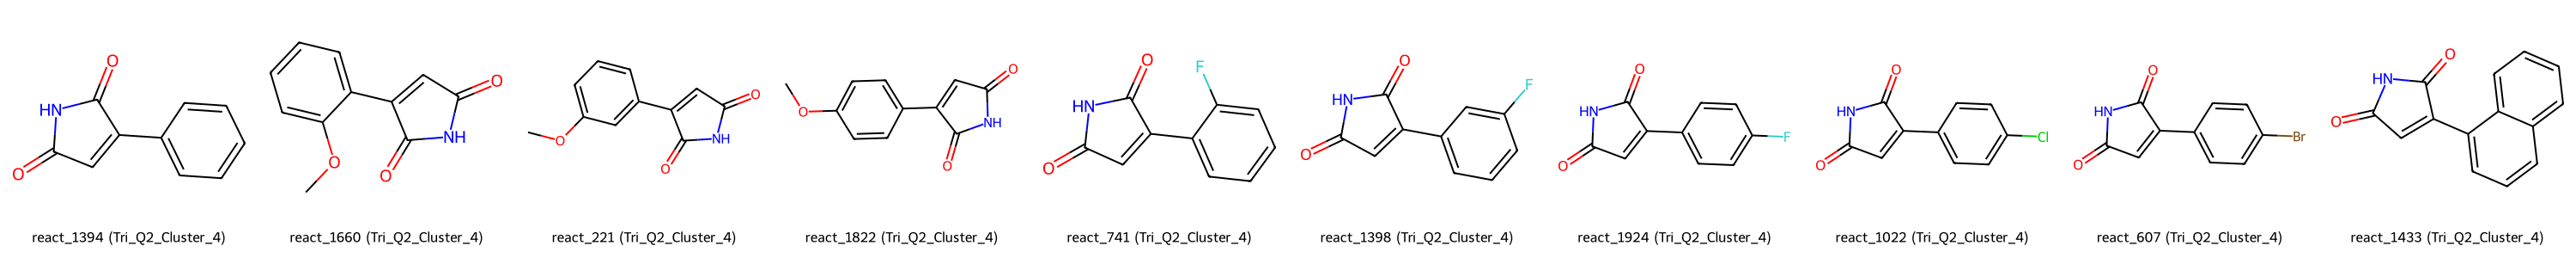 O
HN
O
react_1394 (Tri_Q2_Cluster_4)
O
NH
O
O
react_1660 (Tri_Q2_Cluster_4)
O
NH
O
O
react_221 (Tri_Q2_Cluster_4)
O
O
NH
O
react_1822 (Tri_Q2_Cluster_4)
O
F
HN
O
react_741 (Tri_Q2_Cluster_4)
O
F
HN
O
react_1398 (Tri_Q2_Cluster_4)
O
HN
F
O
react_1924 (Tri_Q2_Cluster_4)
O
HN
Cl
O
react_1022 (Tri_Q2_Cluster_4)
O
HN
Br
O
react_607 (Tri_Q2_Cluster_4)
O
HN
O
react_1433 (Tri_Q2_Cluster_4)